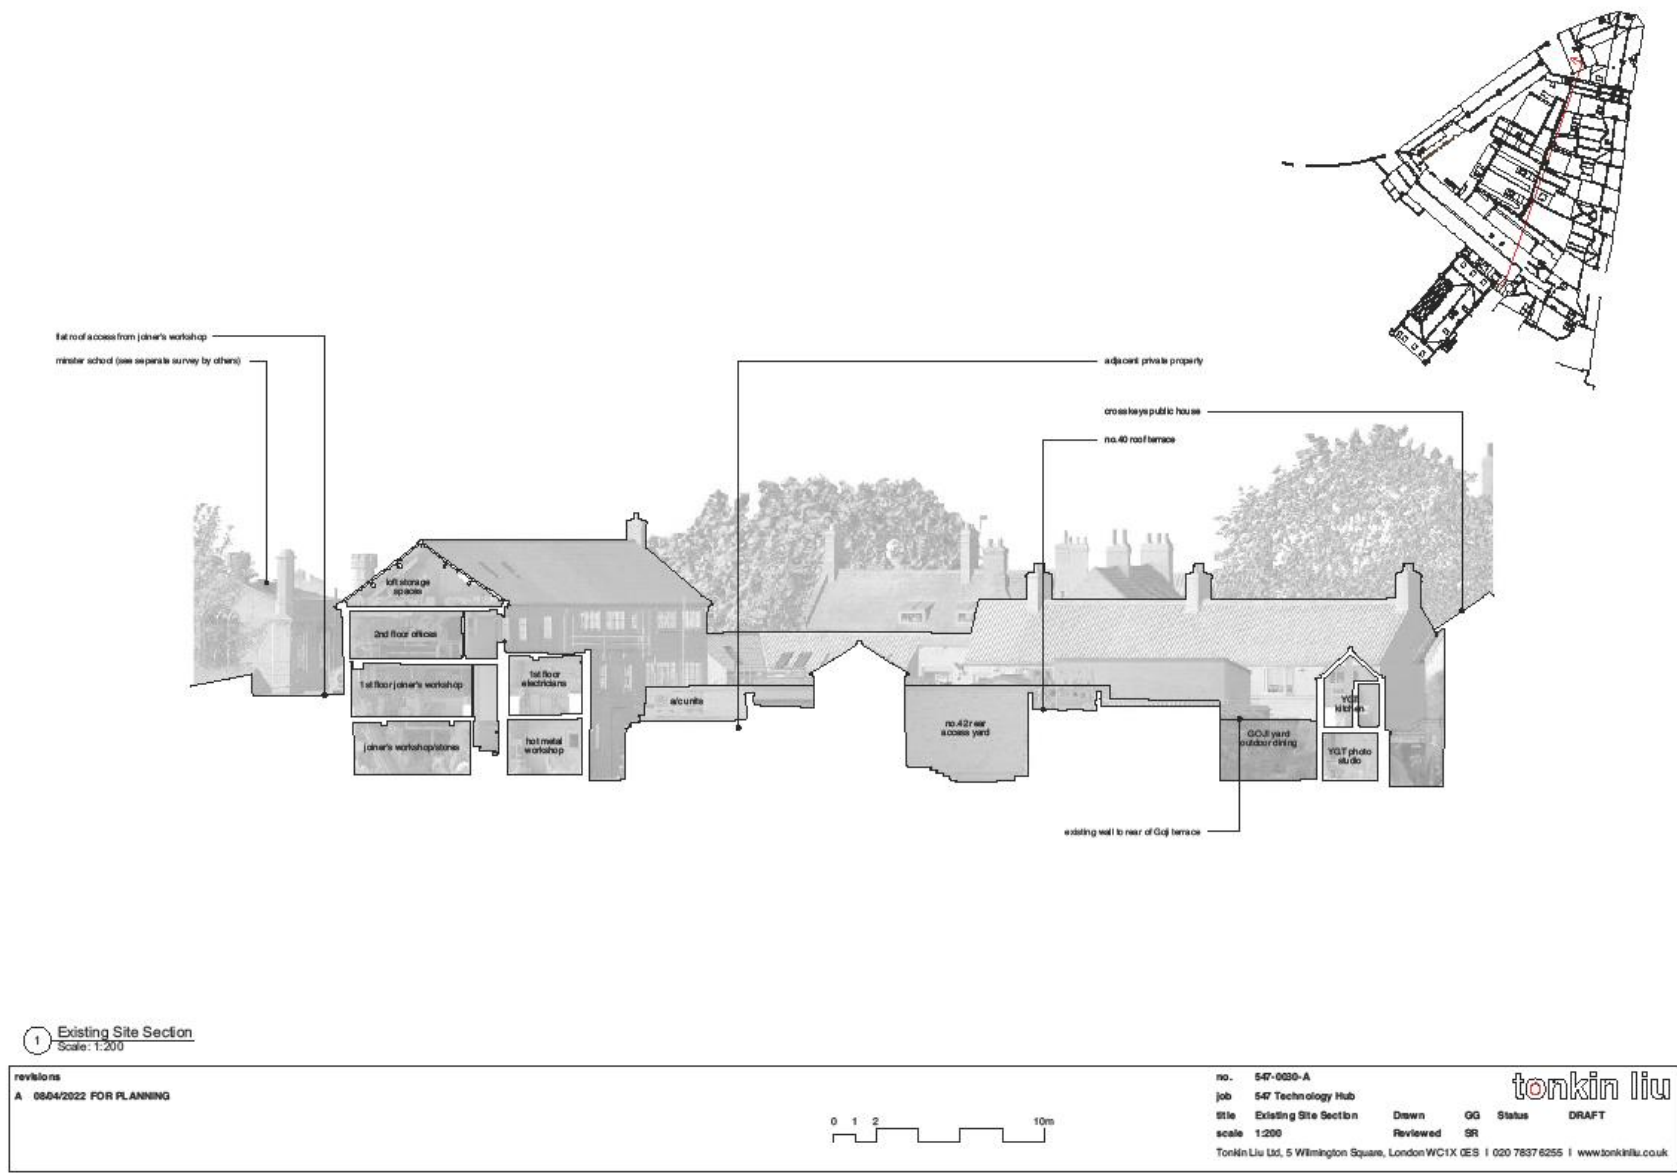 flat roof access from joiner's workshop
minster school (see seperate survey by others)
adjacent private property
cross keys public house
no.40 roof terrace
loft storage
spaces
2nd floor offices
1st floor joiner's workshop
1st floor
electricians
joiner's workshop/stores
hot metal
workshop
a/c units
no.42 rear
access yard
GOJI yard
outdoor dining
YGT
kitchen
YGT photo
studio
existing wall to rear of Goji terrace
1 Existing Site Section
Scale: 1:200
revisions
A 08/04/2022 FOR PLANNING
0 1 2 10m
no. 547-0030-A
job 547 Technology Hub
title Existing Site Section Drawn GG Status DRAFT
scale 1:200 Reviewed SR
tonkin liu
Tonkin Liu Ltd, 5 Wilmington Square, London WC1X 0ES | 020 7837 6255 | www.tonkinliu.co.uk